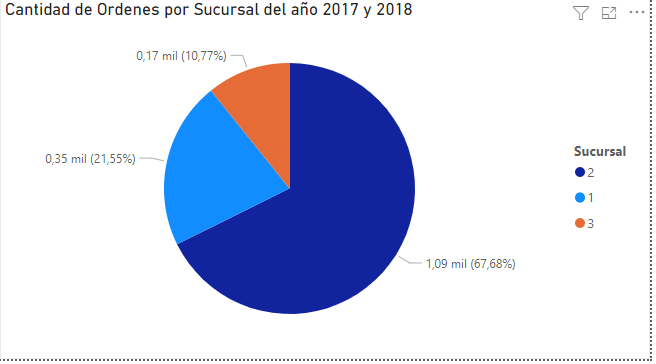 Cantidad de Ordenes por Sucursal del año 2017 y 2018
0,17 mil (10,77%)
0,35 mil (21,55%)
1,09 mil (67,68%)
Sucursal
2
1
3